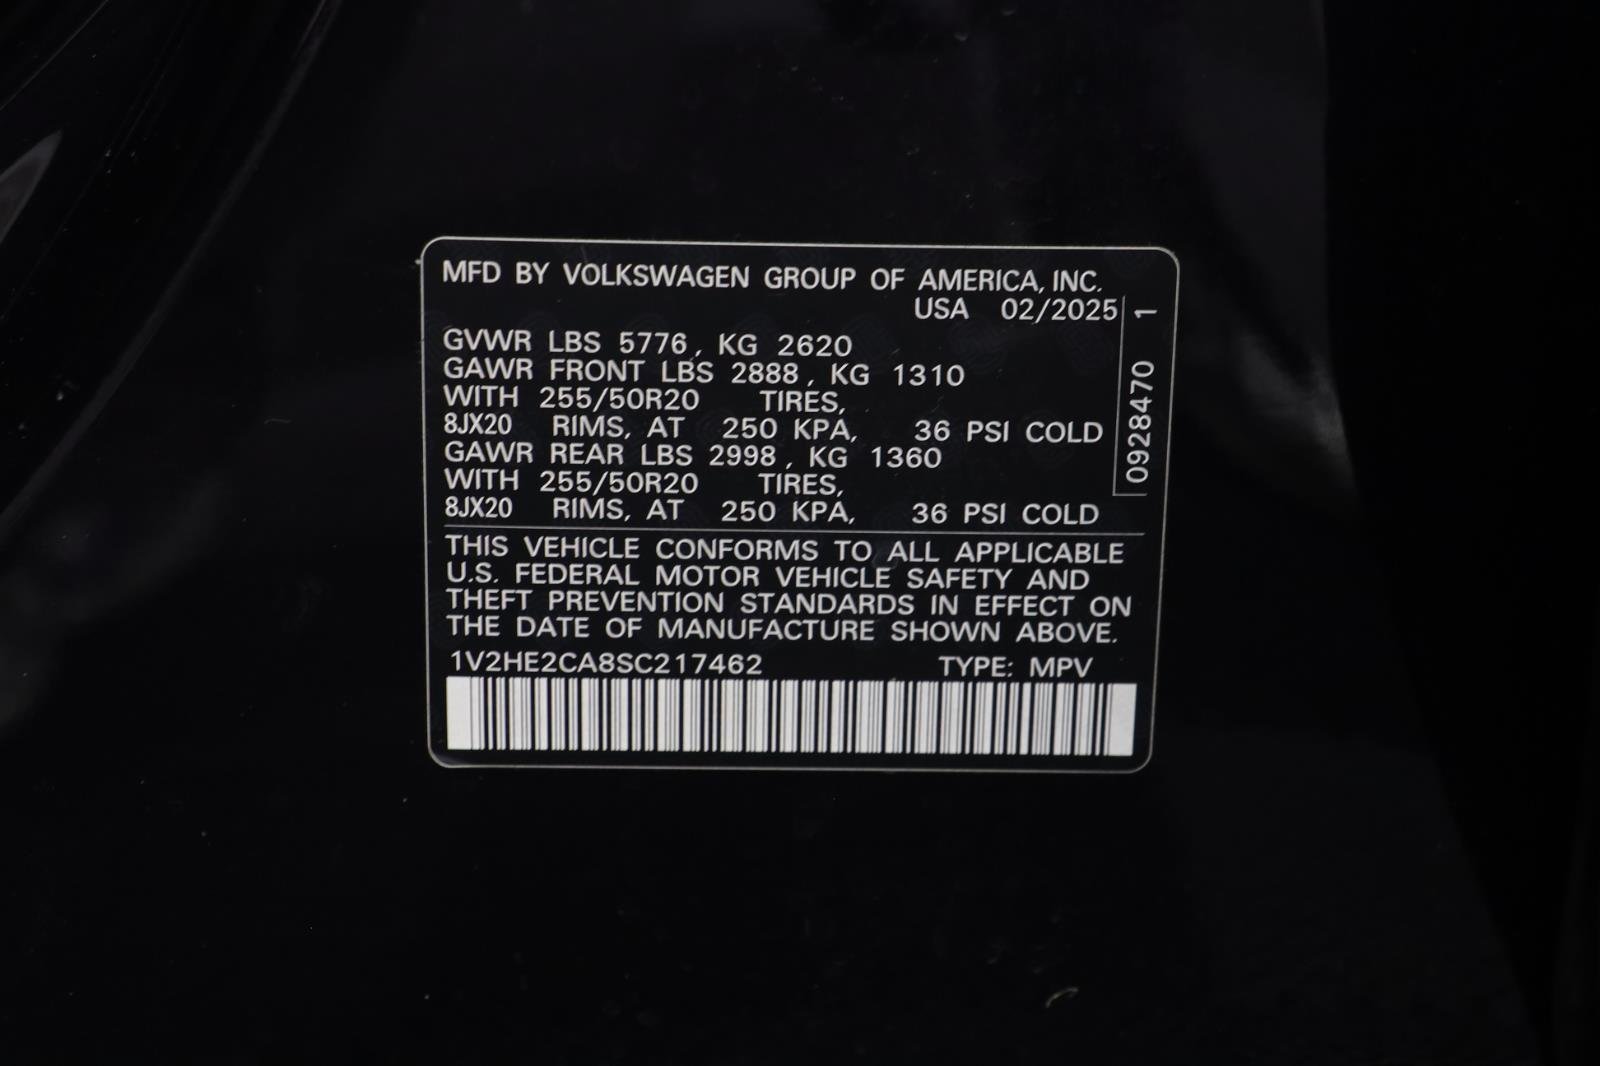 MFD BY VOLKSWAGEN GROUP OF AMERICA, INC.
USA 02/2025
GVWR LBS 5776, KG 2620
GAWR FRONT LBS 2888, KG 1310
WITH 255/50R20 TIRES,
8JX20 RIMS, AT 250 KPA, 36 PSI COLD
GAWR REAR LBS 2998, KG 1360
WITH 255/50R20 TIRES,
8JX20 RIMS, AT 250 KPA, 36 PSI COLD
THIS VEHICLE CONFORMS TO ALL APPLICABLE
U.S. FEDERAL MOTOR VEHICLE SAFETY AND
THEFT PREVENTION STANDARDS IN EFFECT ON
THE DATE OF MANUFACTURE SHOWN ABOVE.
1V2HE2CA8SC217462 TYPE: MPV
0928470 1